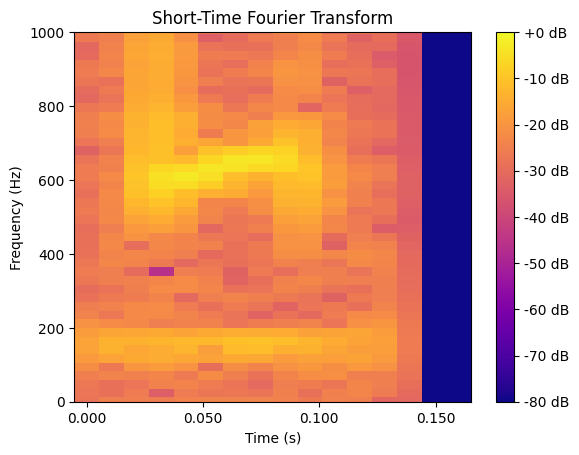 Short-Time Fourier Transform
1000
800
600
400
200
0
Frequency (Hz)
0.000
0.050
0.100
0.150
Time (s)
+0 dB
-10 dB
-20 dB
-30 dB
-40 dB
-50 dB
-60 dB
-70 dB
-80 dB